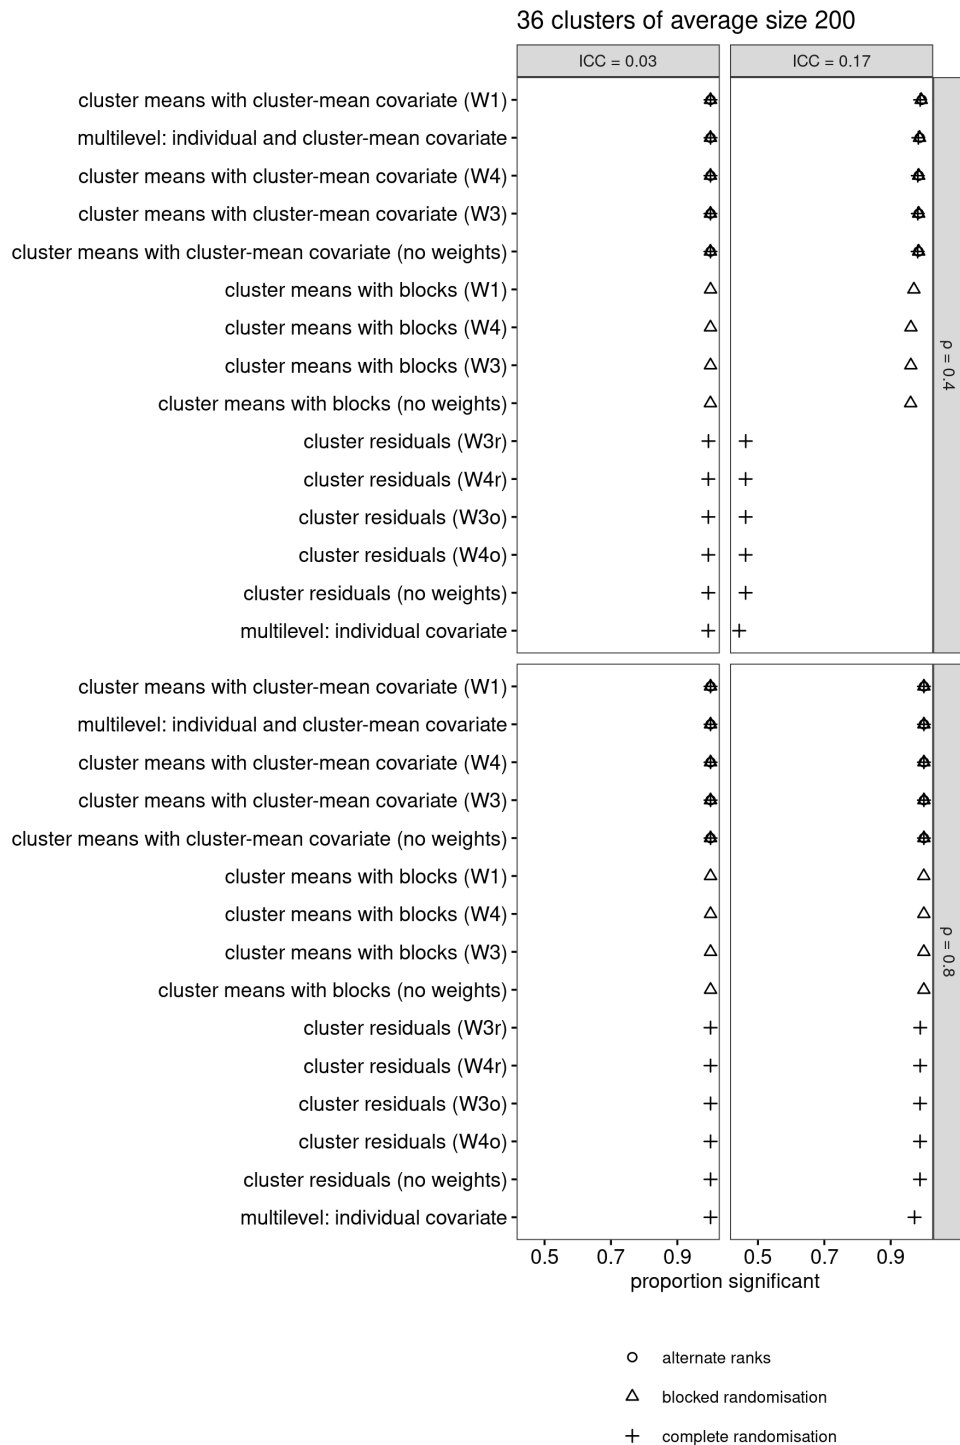 36 clusters of average size 200
ICC = 0.03
ICC = 0.17
cluster means with cluster-mean covariate (W1)
multilevel: individual and cluster-mean covariate
cluster means with cluster-mean covariate (W4)
cluster means with cluster-mean covariate (W3)
cluster means with cluster-mean covariate (no weights)
cluster means with blocks (W1)
cluster means with blocks (W4)
cluster means with blocks (W3)
cluster means with blocks (no weights)
cluster residuals (W3r)
cluster residuals (W4r)
cluster residuals (W3o)
cluster residuals (W4o)
cluster residuals (no weights)
multilevel: individual covariate
ρ = 0.4
cluster means with cluster-mean covariate (W1)
multilevel: individual and cluster-mean covariate
cluster means with cluster-mean covariate (W4)
cluster means with cluster-mean covariate (W3)
cluster means with cluster-mean covariate (no weights)
cluster means with blocks (W1)
cluster means with blocks (W4)
cluster means with blocks (W3)
cluster means with blocks (no weights)
cluster residuals (W3r)
cluster residuals (W4r)
cluster residuals (W3o)
cluster residuals (W4o)
cluster residuals (no weights)
multilevel: individual covariate
ρ = 0.8
0.5 0.7 0.9 0.5 0.7 0.9
proportion significant
alternate ranks
blocked randomisation
complete randomisation